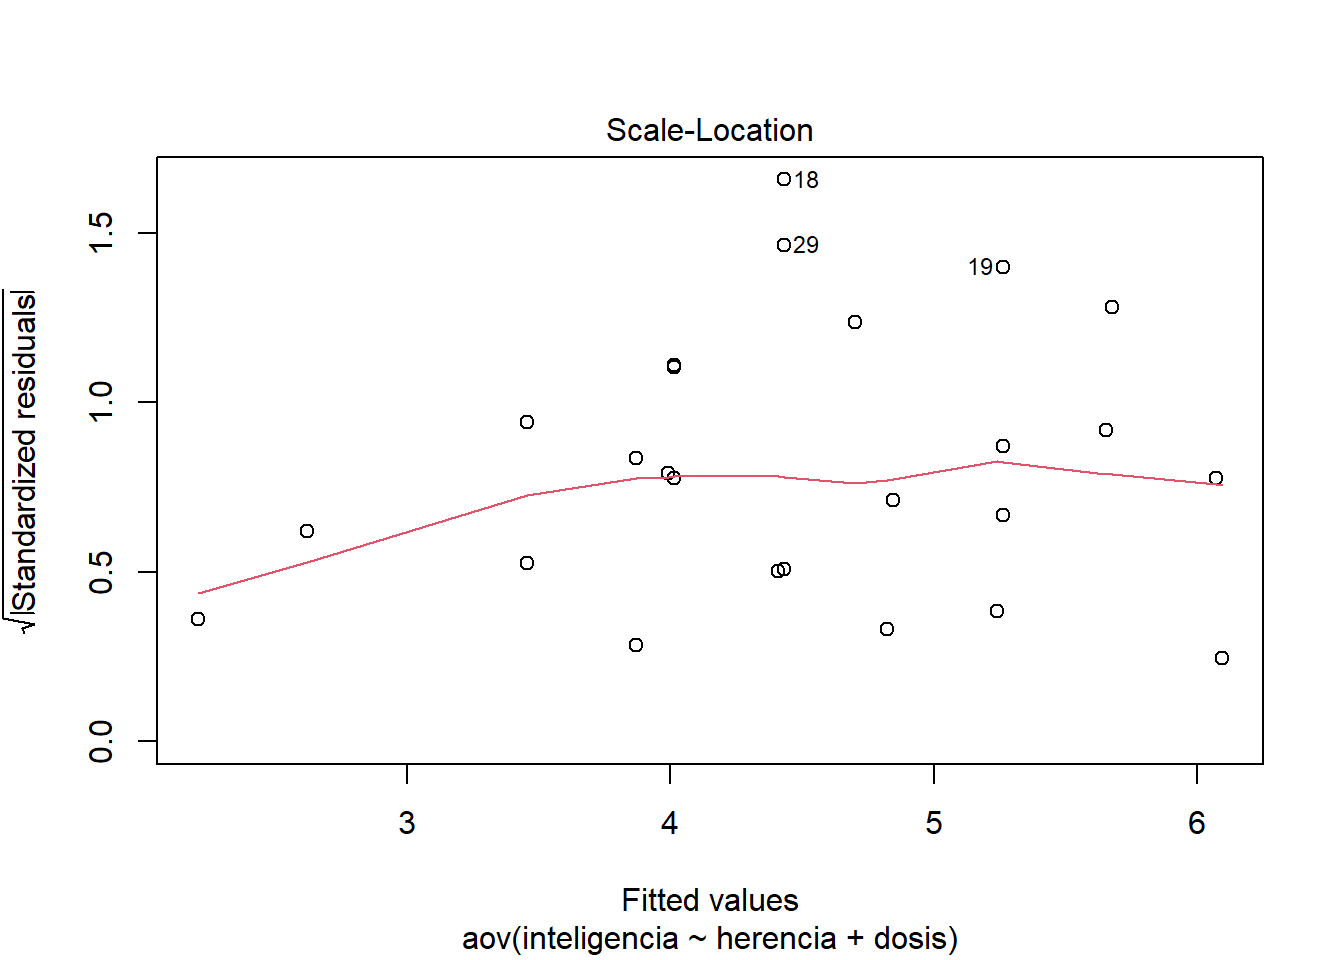 Scale-Location
√|Standardized residuals|
1.5
1.0
0.5
0.0
18
29
19
3 4 5 6
Fitted values
aov(inteligencia ~ herencia + dosis)